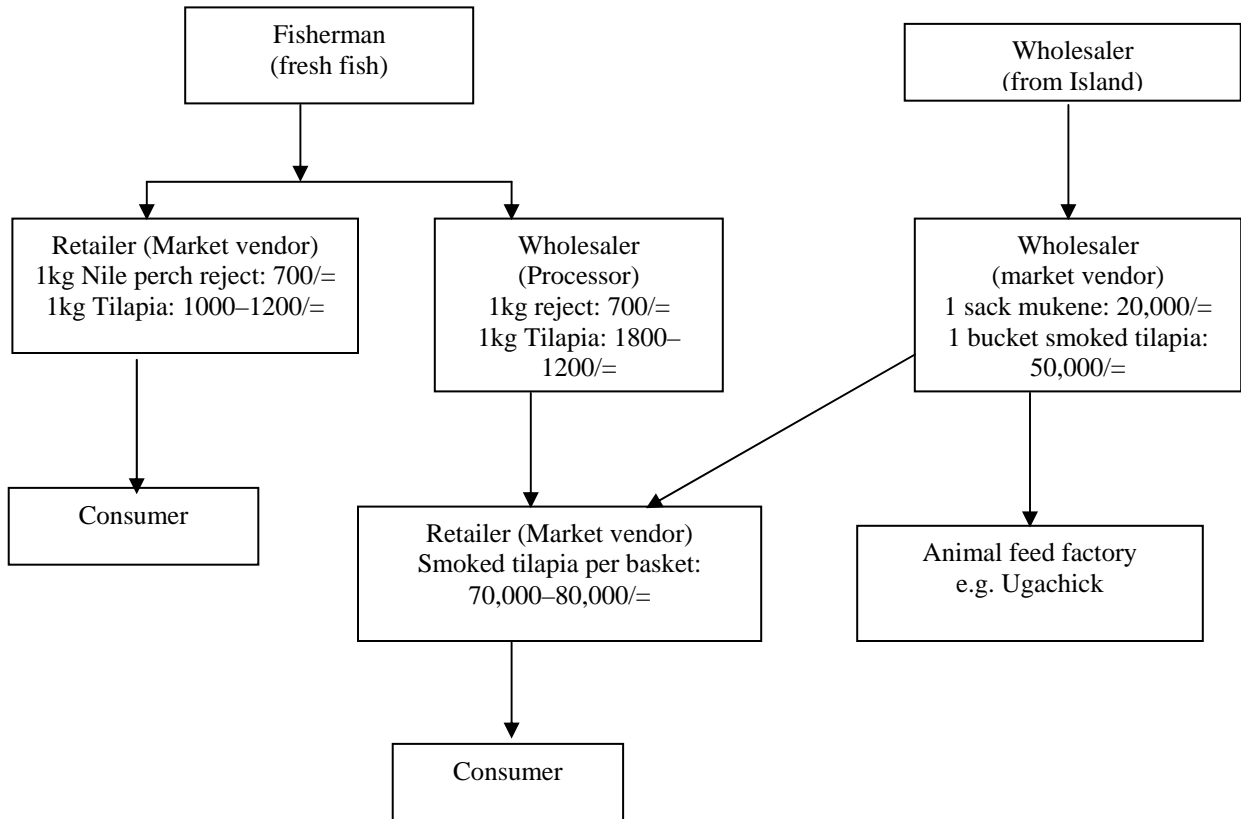 Fisherman
(fresh fish)
Wholesaler
(from Island)
Retailer (Market vendor)
1kg Nile perch reject: 700/=
1kg Tilapia: 1000–1200/=
Wholesaler
(Processor)
1kg reject: 700/=
1kg Tilapia: 1800–
1200/=
Wholesaler
(market vendor)
1 sack mukene: 20,000/=
1 bucket smoked tilapia:
50,000/=
Consumer
Retailer (Market vendor)
Smoked tilapia per basket:
70,000–80,000/=
Animal feed factory
e.g. Ugachick
Consumer